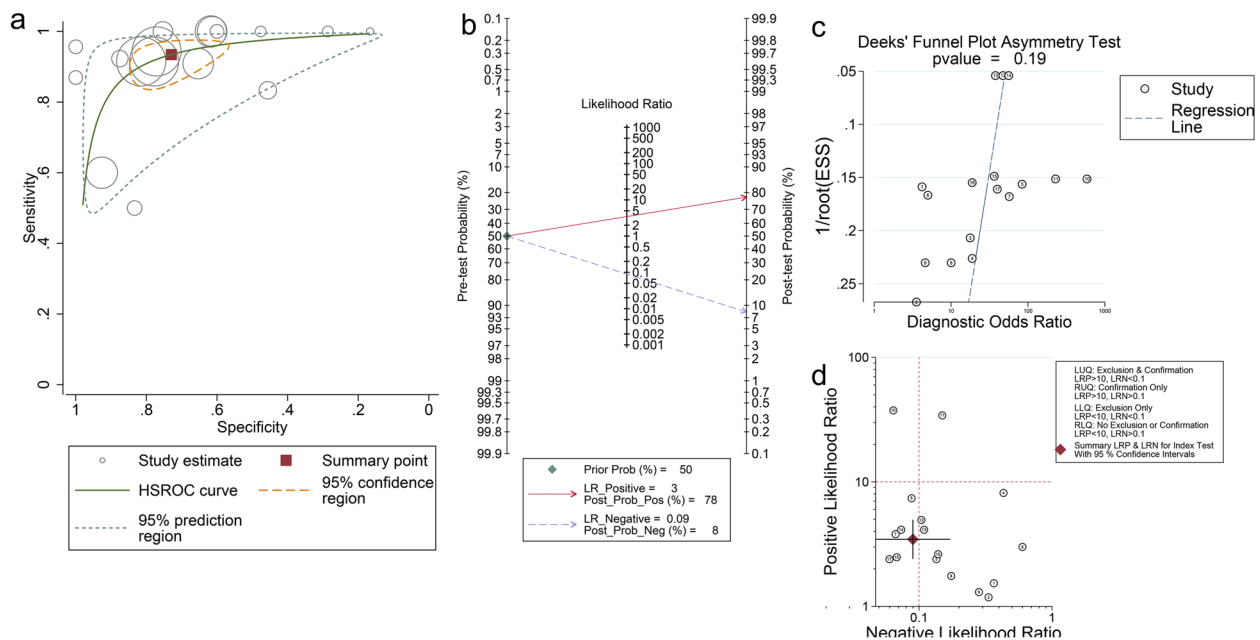 a
Sensitivity
1
.8
.6
.4
.2
0
1
.8
.6
.4
.2
0
Specificity
Study estimate
Summary point
HSROC curve
95% confidence
region
95% prediction
region
b
Pre-test Probability (%)
0.1
0.2
0.3
0.5
0.7
1
2
3
5
7
10
20
30
40
50
60
70
80
90
93
95
97
98
99
99.3
99.5
99.7
99.8
99.9
Likelihood Ratio
1000
500
200
100
50
20
10
5
2
1
0.5
0.2
0.1
0.05
0.02
0.01
0.005
0.002
0.001
99.9
99.8
99.7
99.5
99.3
99
98
97
95
93
90
80
70
60
50
40
30
20
10
7
5
3
2
1
0.7
0.5
0.3
0.2
0.1
Post-test Probability (%)
Prior Prob (%) = 50
LR_Positive = 3
Post_Prob_Pos (%) = 78
LR_Negative = 0.09
Post_Prob_Neg (%) = 8
c
Deeks' Funnel Plot Asymmetry Test
pvalue = 0.19
1/root(ESS)
.05
.1
.15
.2
.25
1
10
100
1000
Diagnostic Odds Ratio
Study
Regression
Line
d
Positive Likelihood Ratio
100
10
1
0.1
1
Negative Likelihood Ratio
LUQ: Exclusion & Confirmation
LRP>10, LRN<0.1
RUQ: Confirmation Only
LRP>10, LRN>0.1
LLQ: Exclusion Only
LRP<10, LRN<0.1
RLQ: No Exclusion or Confirmation
LRP<10, LRN>0.1
Summary LRP & LRN for Index Test
With 95 % Confidence Intervals